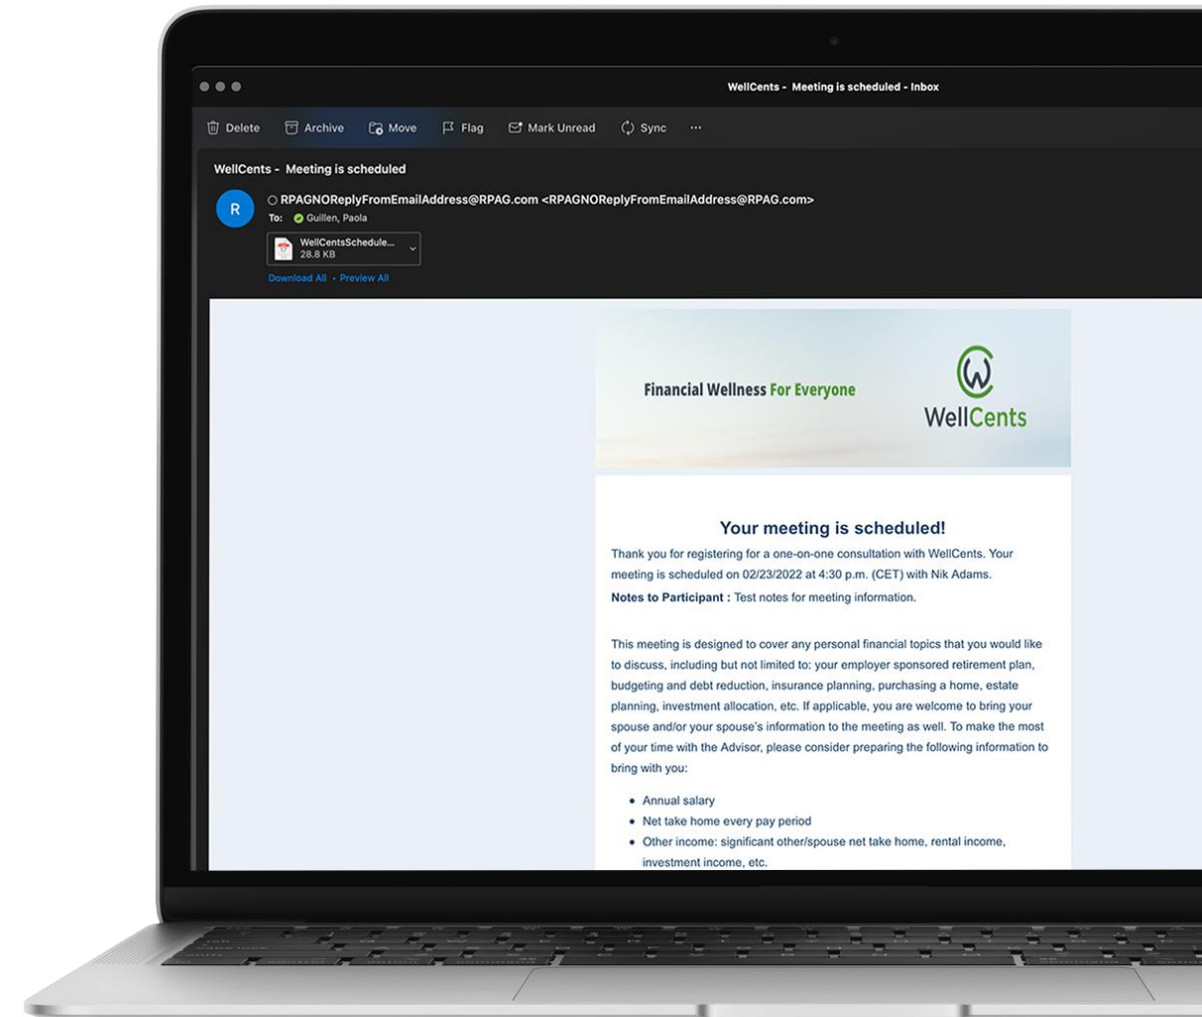 WellCents - Meeting is scheduled - Inbox
Delete Archive Move Flag Mark Unread Sync ...
WellCents - Meeting is scheduled
R
RPAGNOReplyFromEmailAddress@RPAG.com <RPAGNOReplyFromEmailAddress@RPAG.com>
To: Guillen, Paola
WellCentsSchedule...
28.8 KB
Download All • Preview All
Financial Wellness For Everyone
WellCents
Your meeting is scheduled!
Thank you for registering for a one-on-one consultation with WellCents. Your
meeting is scheduled on 02/23/2022 at 4:30 p.m. (CET) with Nik Adams.
Notes to Participant : Test notes for meeting information.
This meeting is designed to cover any personal financial topics that you would like
to discuss, including but not limited to: your employer sponsored retirement plan,
budgeting and debt reduction, insurance planning, purchasing a home, estate
planning, investment allocation, etc. If applicable, you are welcome to bring your
spouse and/or your spouse's information to the meeting as well. To make the most
of your time with the Advisor, please consider preparing the following information to
bring with you:
• Annual salary
• Net take home every pay period
• Other income: significant other/spouse net take home, rental income,
investment income, etc.